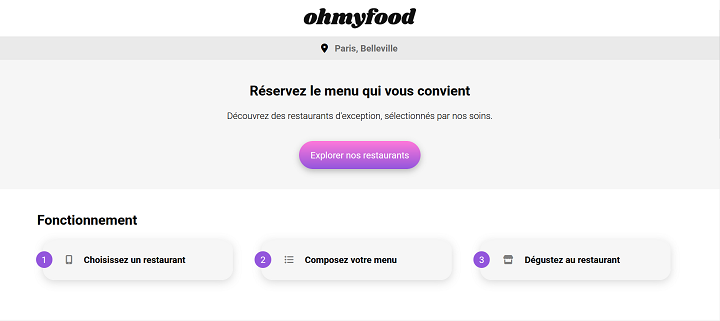 ohmyfood
Paris, Belleville
Réservez le menu qui vous convient
Découvrez des restaurants d'exception, sélectionnés par nos soins.
Explorer nos restaurants
Fonctionnement
1 Choisissez un restaurant
2 Composez votre menu
3 Dégustez au restaurant